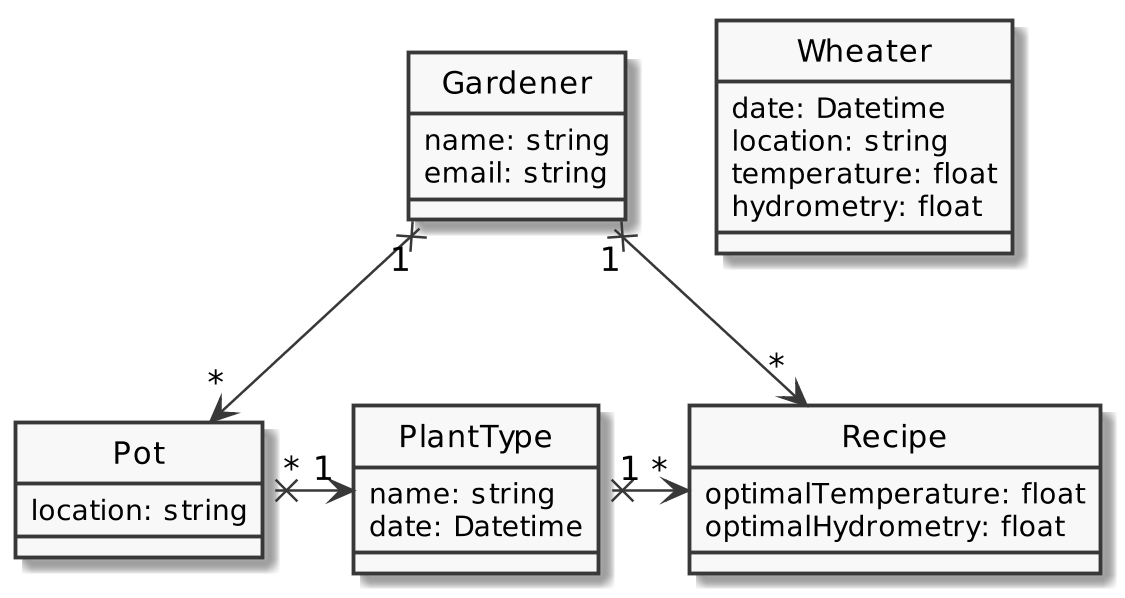 Wheater
date: Datetime
location: string
temperature: float
hydrometry: float
Gardener
name: string
email: string
1
1
*
*
Pot
location: string
* 1
PlantType
name: string
date: Datetime
1 *
Recipe
optimalTemperature: float
optimalHydrometry: float